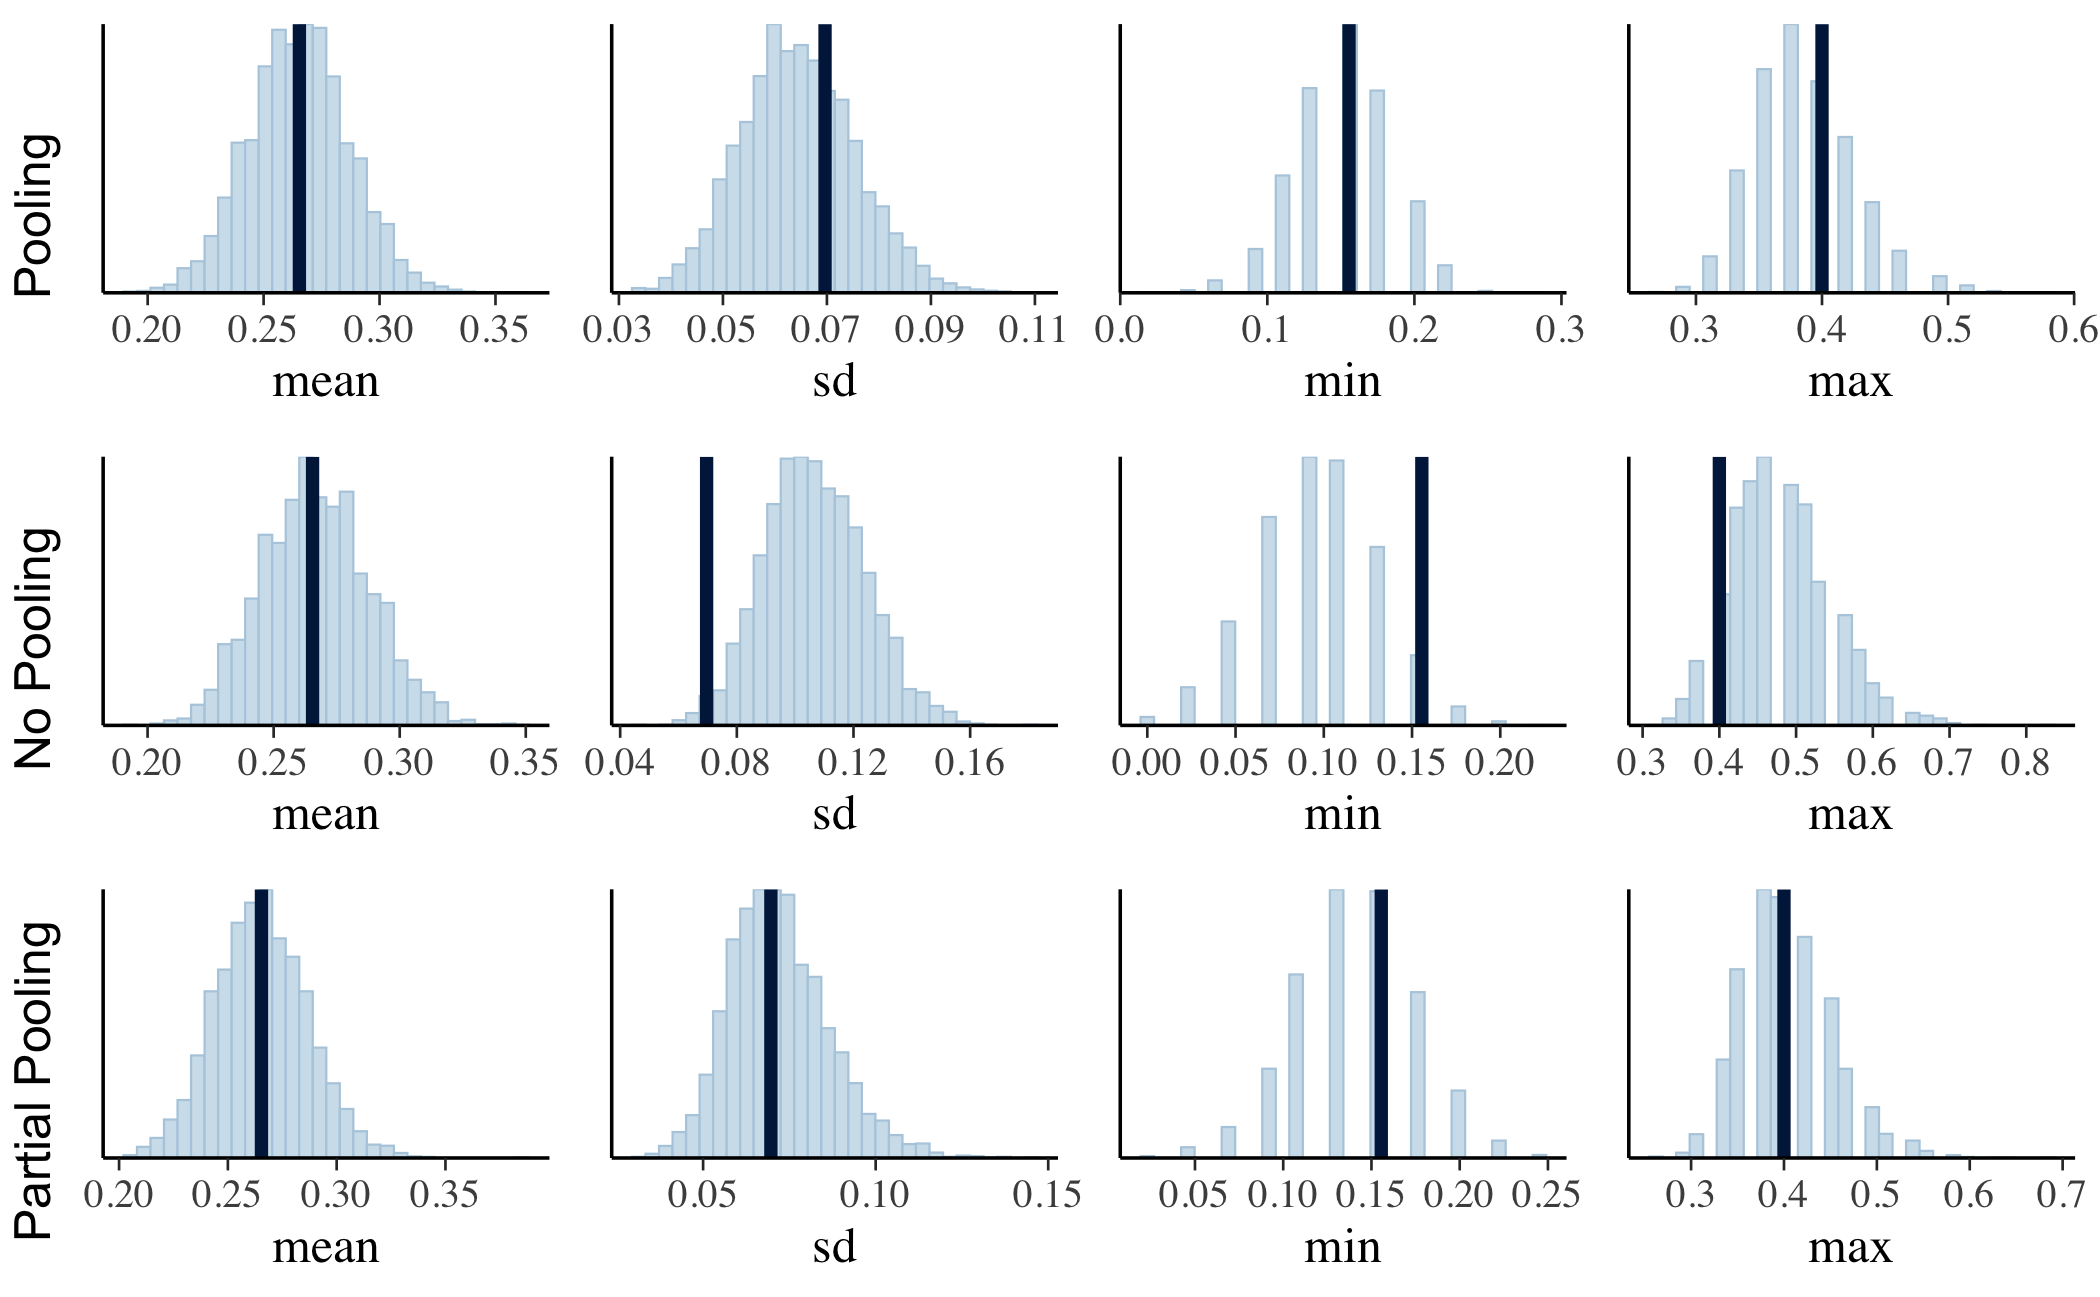 Pooling
0.20 0.25 0.30 0.35
mean
0.03 0.05 0.07 0.09 0.11
sd
0.0 0.1 0.2 0.3
min
0.3 0.4 0.5 0.6
max
No Pooling
0.20 0.25 0.30 0.35
mean
0.04 0.08 0.12 0.16
sd
0.00 0.05 0.10 0.15 0.20
min
0.3 0.4 0.5 0.6 0.7 0.8
max
Partial Pooling
0.20 0.25 0.30 0.35
mean
0.05 0.10 0.15
sd
0.05 0.10 0.15 0.20 0.25
min
0.3 0.4 0.5 0.6 0.7
max